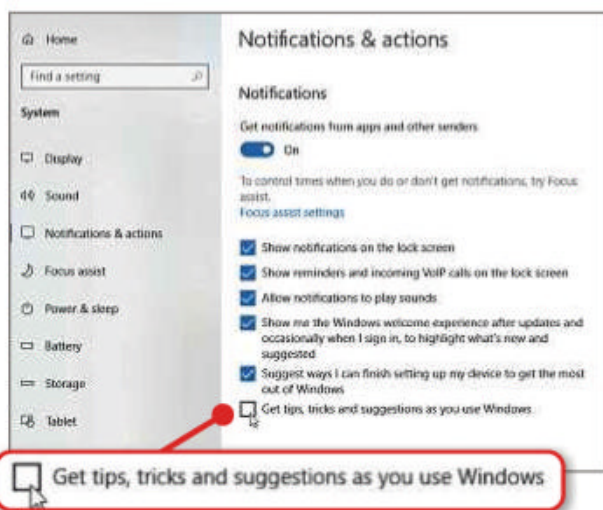 Home
Find a setting
System
Display
Sound
Notifications & actions
Focus assist
Power & sleep
Battery
Storage
Tablet
Notifications & actions
Notifications
Get notifications from apps and other senders
On
To control times when you do or don't get notifications, try Focus
assist.
Focus assist settings
Show notifications on the lock screen
Show reminders and incoming VoIP calls on the lock screen
Allow notifications to play sounds
Show me the Windows welcome experience after updates and
occasionally when I sign in, to highlight what's new and
suggested
Suggest ways I can finish setting up my device to get the most
out of Windows
Get tips, tricks and suggestions as you use Windows
Get tips, tricks and suggestions as you use Windows